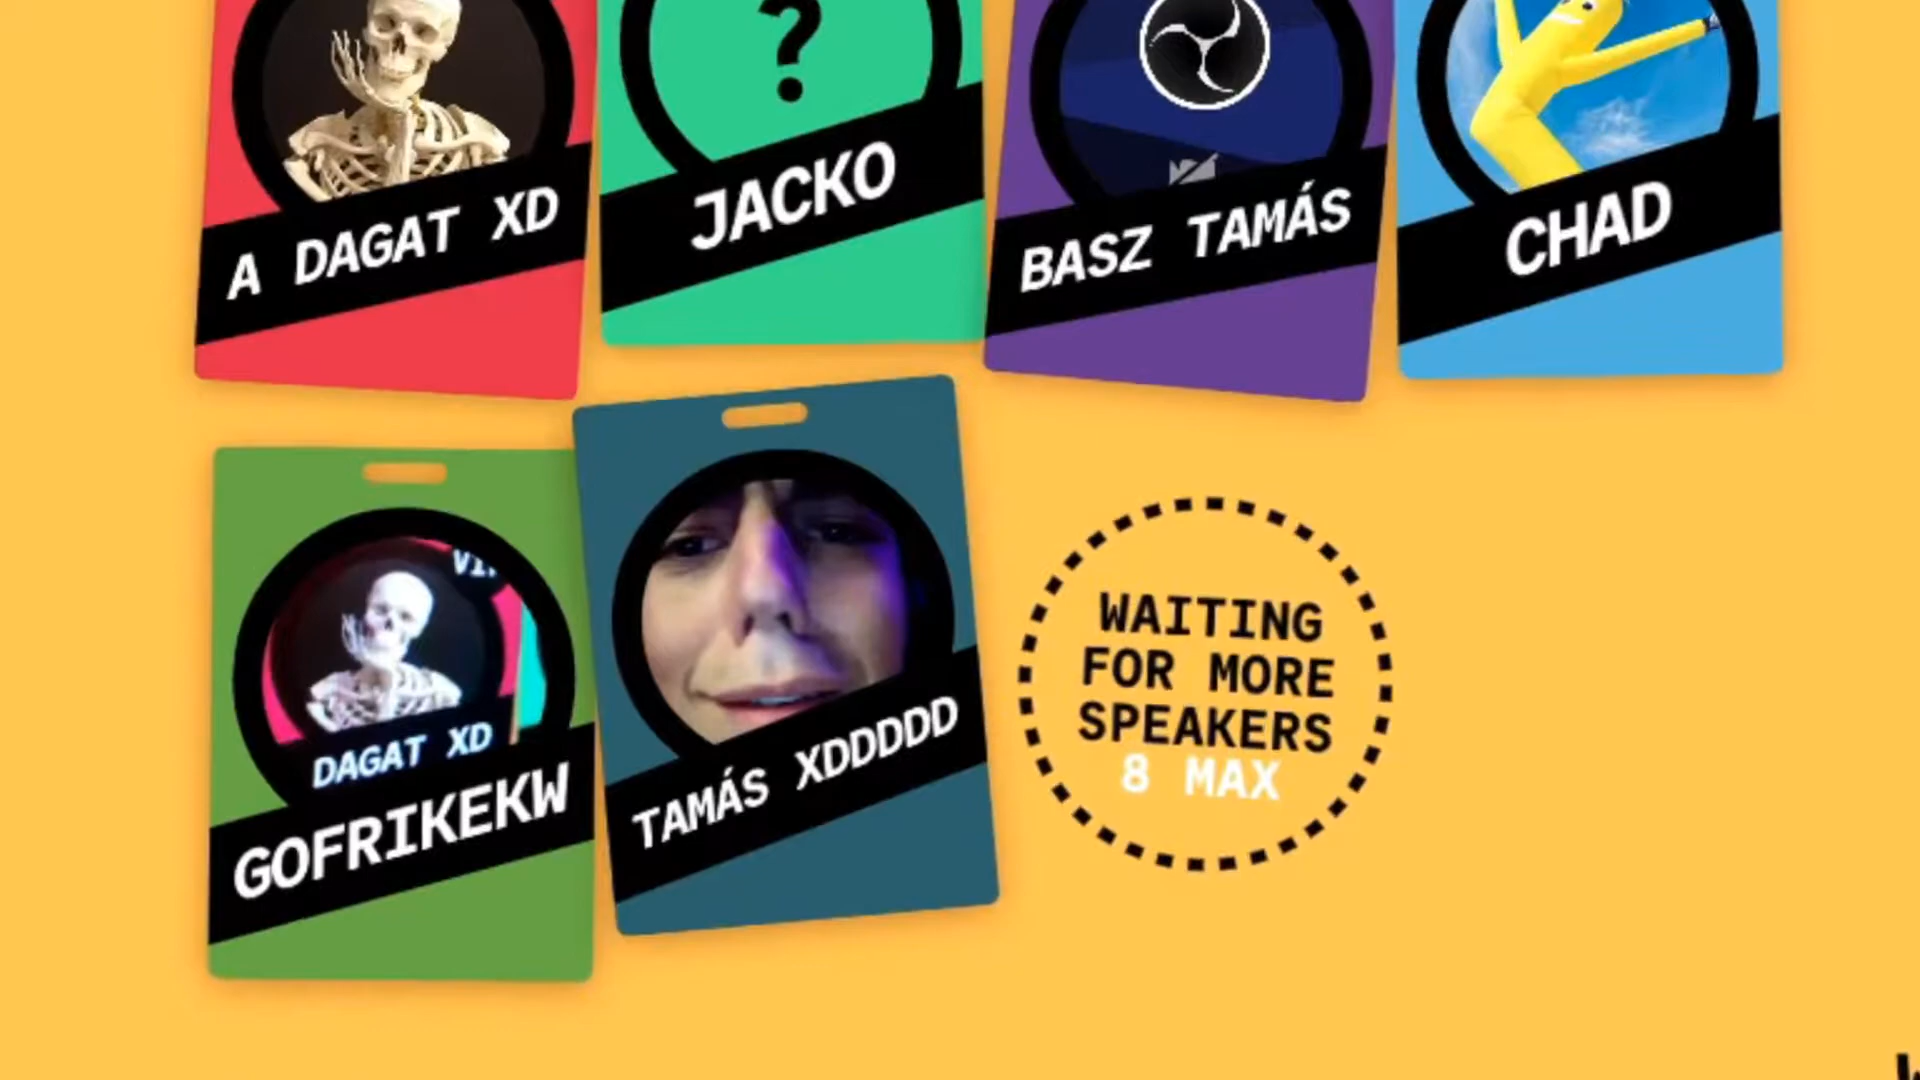 ?
A DAGAT XD
JACKO
BASZ TAMÁS
CHAD
DAGAT XD
GOFRIKEKW
TAMÁS XDDDDD
WAITING
FOR MORE
SPEAKERS
8 MAX